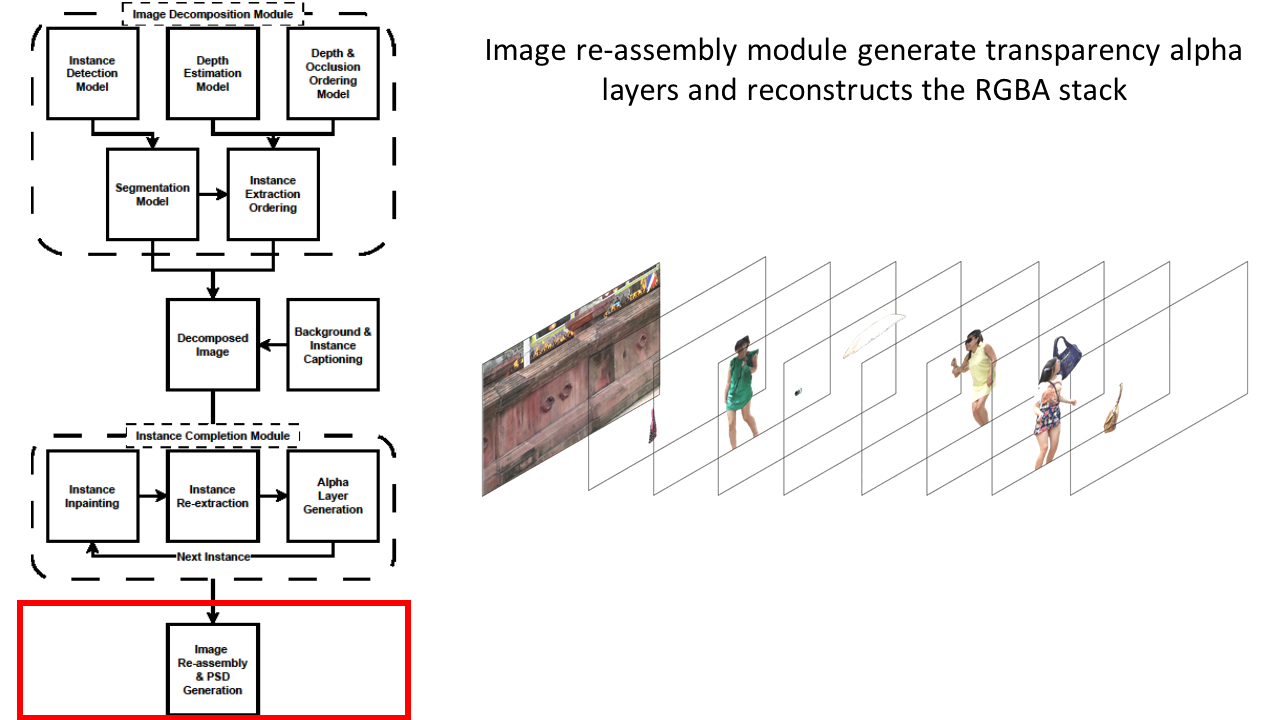 Image Decomposition Module
Instance
Detection
Model
Depth
Estimation
Model
Depth &
Occlusion
Ordering
Model
Segmentation
Model
Instance
Extraction
Ordering
Decomposed
Image
Background &
Instance
Captioning
Instance Completion Module
Instance
Inpainting
Instance
Re-extraction
Alpha
Layer
Generation
Next Instance
Image
Re-assembly
& PSD
Generation
Image re-assembly module generate transparency alpha
layers and reconstructs the RGBA stack